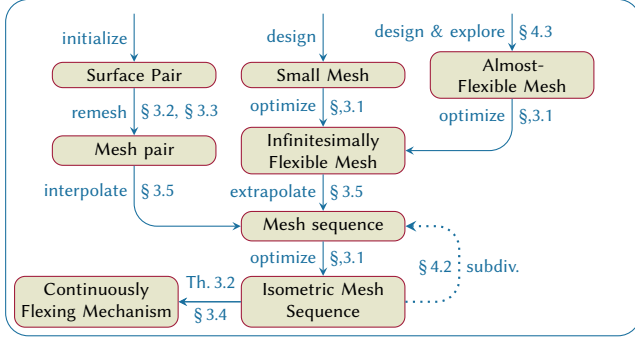 initialize
design
design & explore § 4.3
Surface Pair
Small Mesh
Almost-
Flexible Mesh
remesh § 3.2, § 3.3
optimize §,3.1
optimize §,3.1
Mesh pair
Infinitesimally
Flexible Mesh
interpolate § 3.5
extrapolate § 3.5
Mesh sequence
optimize §,3.1
§ 4.2 subdiv.
Continuously
Flexing Mechanism
Th. 3.2
§ 3.4
Isometric Mesh
Sequence